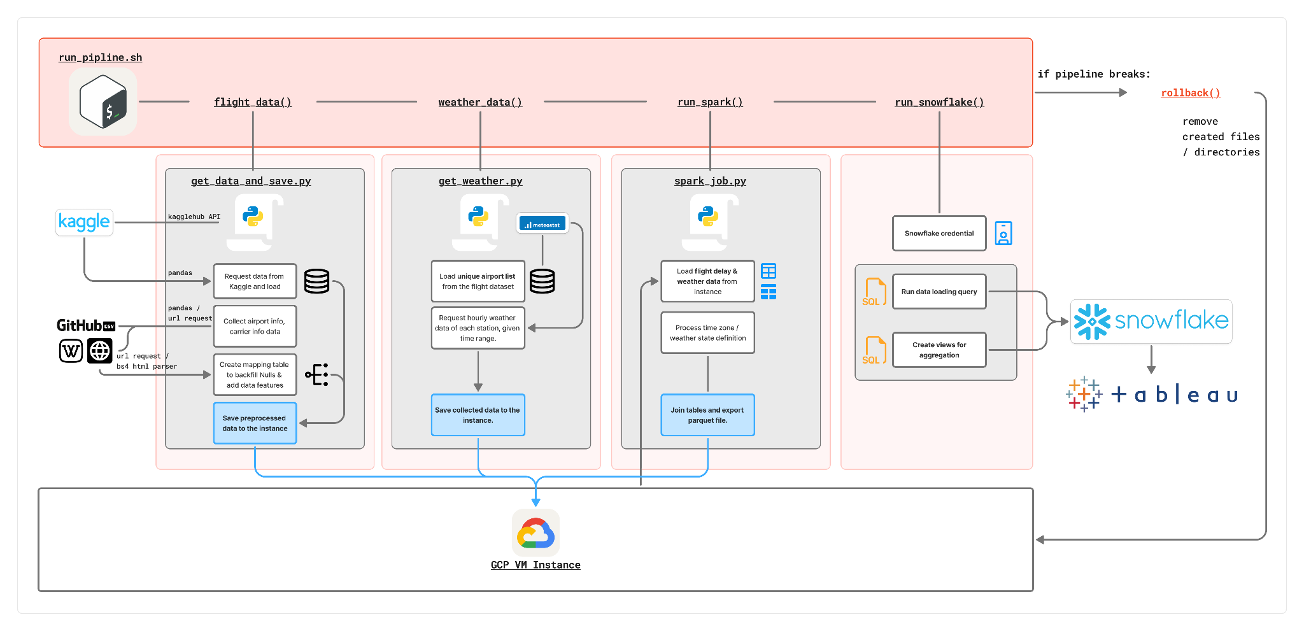 run_pipline.sh
flight_data()
weather_data()
run_spark()
run_snowflake()
if pipeline breaks:
rollback()
remove
created files
/ directories
get_data_and_save.py
kaggle
kagglehub API
pandas
Request data from
Kaggle and load
pandas /
url request
GitHub
Collect airport info,
carrier info data
W
url request /
bs4 html parser
Create mapping table
to backfill Nulls &
add data features
Save preprocessed
data to the instance
get_weather.py
meteostat
Load unique airport list
from the flight dataset
Request hourly weather
data of each station, given
time range.
Save collected data to the
instance.
spark_job.py
Load flight delay &
weather data from
instance
Process time zone /
weather state definition
Join tables and export
parquet file.
Snowflake credential
SQL
Run data loading query
SQL
Create views for
aggregation
snowflake
+ableau
GCP VM Instance